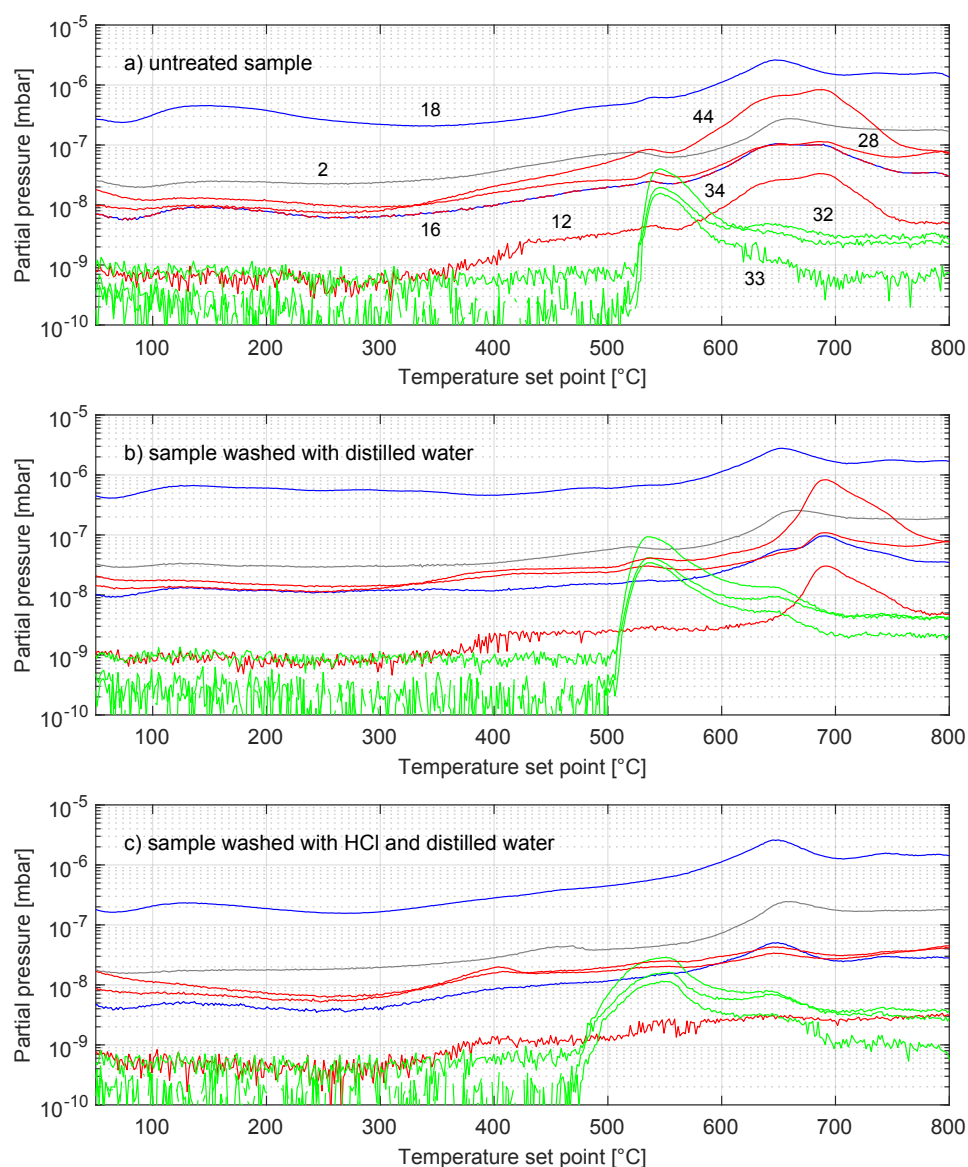 10^-5
a) untreated sample
10^-6
44
18
10^-7
28
2
10^-8
34
32
12
16
10^-9
33
10^-10
Partial pressure [mbar]
100 200 300 400 500 600 700 800
Temperature set point [°C]
10^-5
b) sample washed with distilled water
10^-6
10^-7
10^-8
10^-9
10^-10
Partial pressure [mbar]
100 200 300 400 500 600 700 800
Temperature set point [°C]
10^-5
c) sample washed with HCl and distilled water
10^-6
10^-7
10^-8
10^-9
10^-10
Partial pressure [mbar]
100 200 300 400 500 600 700 800
Temperature set point [°C]